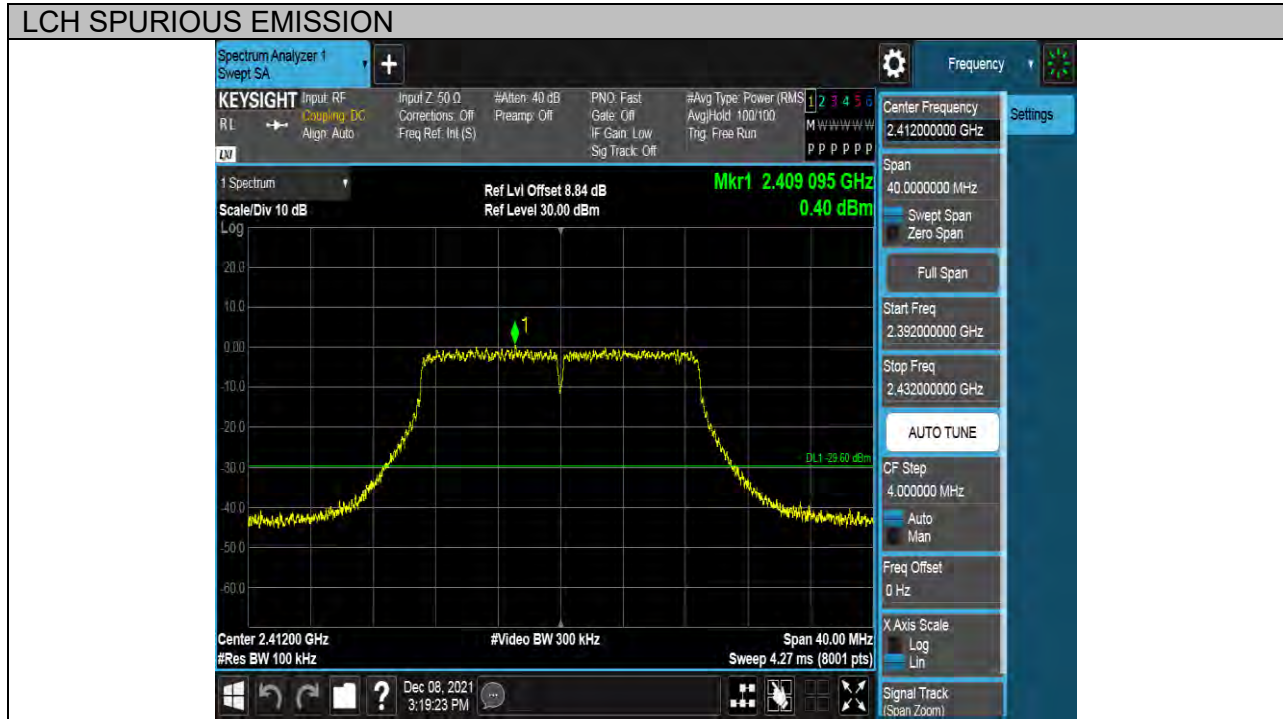 LCH SPURIOUS EMISSION
Spectrum Analyzer 1
Swept SA
+
Frequency
KEYSIGHT
RL
LXI
Input: RF
Coupling: DC
Align: Auto
Input Z: 50 Ω
Corrections: Off
Freq Ref: Int (S)
#Atten: 40 dB
Preamp: Off
PNO: Fast
Gate: Off
IF Gain: Low
Sig Track: Off
#Avg Type: Power (RMS
Avg|Hold: 100/100
Trig: Free Run
1 2 3 4 5 6
M W W W W W
P P P P P P
1 Spectrum
Scale/Div 10 dB
Log
Ref Lvl Offset 8.84 dB
Ref Level 30.00 dBm
Mkr1 2.409 095 GHz
0.40 dBm
20.0
10.0
0.00
-10.0
-20.0
-30.0
-40.0
-50.0
-60.0
1
DL1 -29.60 dBm
Center 2.41200 GHz
#Res BW 100 kHz
#Video BW 300 kHz
Span 40.00 MHz
Sweep 4.27 ms (8001 pts)
?
Dec 08, 2021
3:19:23 PM
Center Frequency
2.412000000 GHz
Settings
Span
40.0000000 MHz
Swept Span
Zero Span
Full Span
Start Freq
2.392000000 GHz
Stop Freq
2.432000000 GHz
AUTO TUNE
CF Step
4.000000 MHz
Auto
Man
Freq Offset
0 Hz
X Axis Scale
Log
Lin
Signal Track
(Span Zoom)